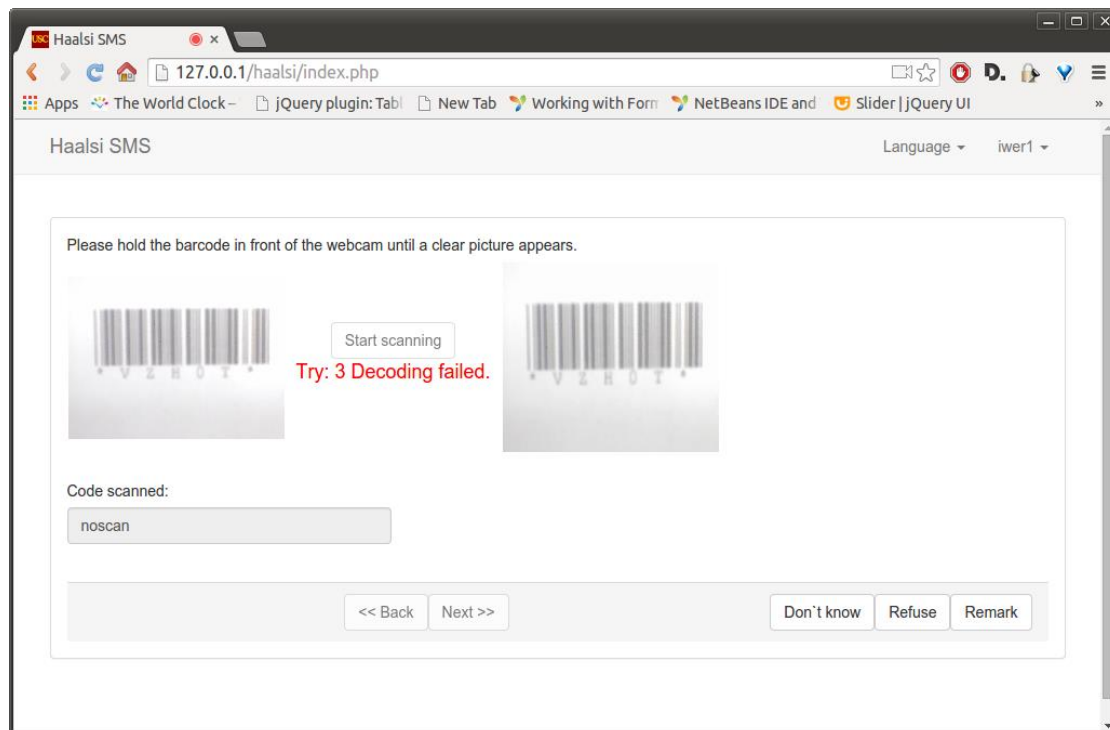 USC Haalsi SMS
127.0.0.1/haalsi/index.php
D.
Apps The World Clock – jQuery plugin: Tabl New Tab Working with Form NetBeans IDE and Slider | jQuery UI »
Haalsi SMS Language iwer1
Please hold the barcode in front of the webcam until a clear picture appears.
Start scanning
Try: 3 Decoding failed.
* V Z H O T *
* V Z H O T *
Code scanned:
noscan
<< Back Next >> Don`t know Refuse Remark